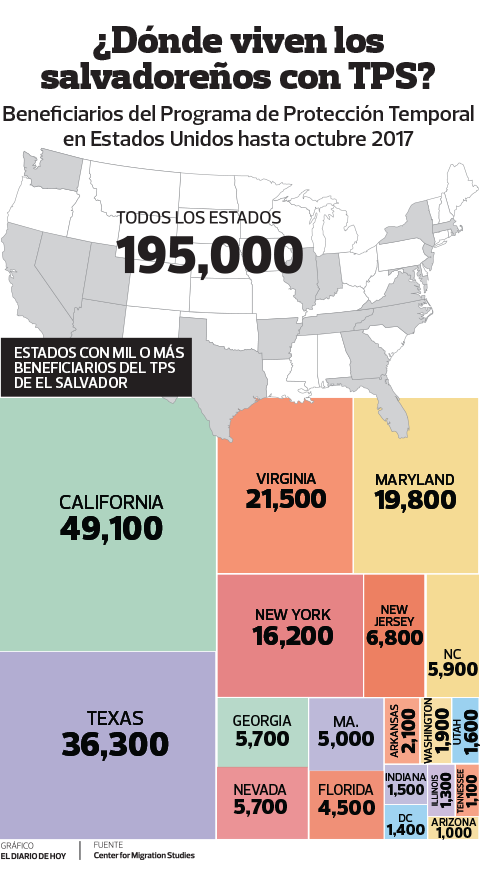 ¿Dónde viven los
salvadoreños con TPS?
Beneficiarios del Programa de Protección Temporal
en Estados Unidos hasta octubre 2017
TODOS LOS ESTADOS
195,000
ESTADOS CON MIL O MÁS
BENEFICIARIOS DEL TPS
DE EL SALVADOR
CALIFORNIA
49,100
VIRGINIA
21,500
MARYLAND
19,800
NEW YORK
16,200
NEW
JERSEY
6,800
NC
5,900
TEXAS
36,300
GEORGIA
5,700
MA.
5,000
ARKANSAS
2,100
WASHINGTON
1,900
UTAH
1,600
NEVADA
5,700
FLORIDA
4,500
INDIANA
1,500
ILLINOIS
1,300
TENNESSEE
1,100
DC
1,400
ARIZONA
1,000
GRÁFICO
EL DIARIO DE HOY
FUENTE
Center for Migration Studies